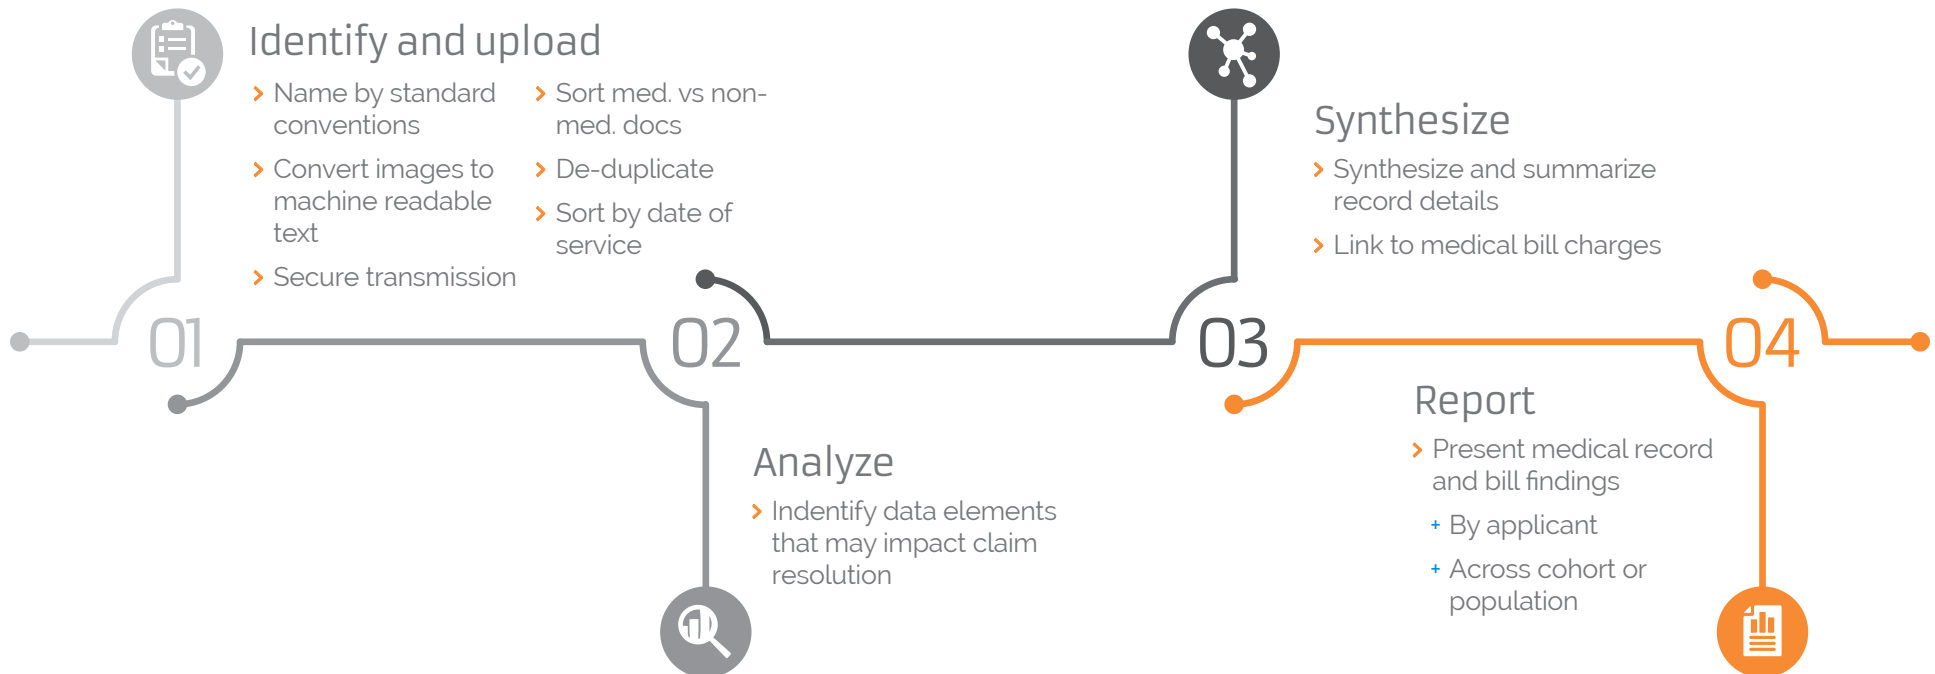 Identify and upload
Name by standard
conventions
Convert images to
machine readable
text
Secure transmission
Sort med. vs non-
med. docs
De-duplicate
Sort by date of
service
01
02
Analyze
Indentify data elements
that may impact claim
resolution
03
Synthesize
Synthesize and summarize
record details
Link to medical bill charges
04
Report
Present medical record
and bill findings
+ By applicant
+ Across cohort or
population